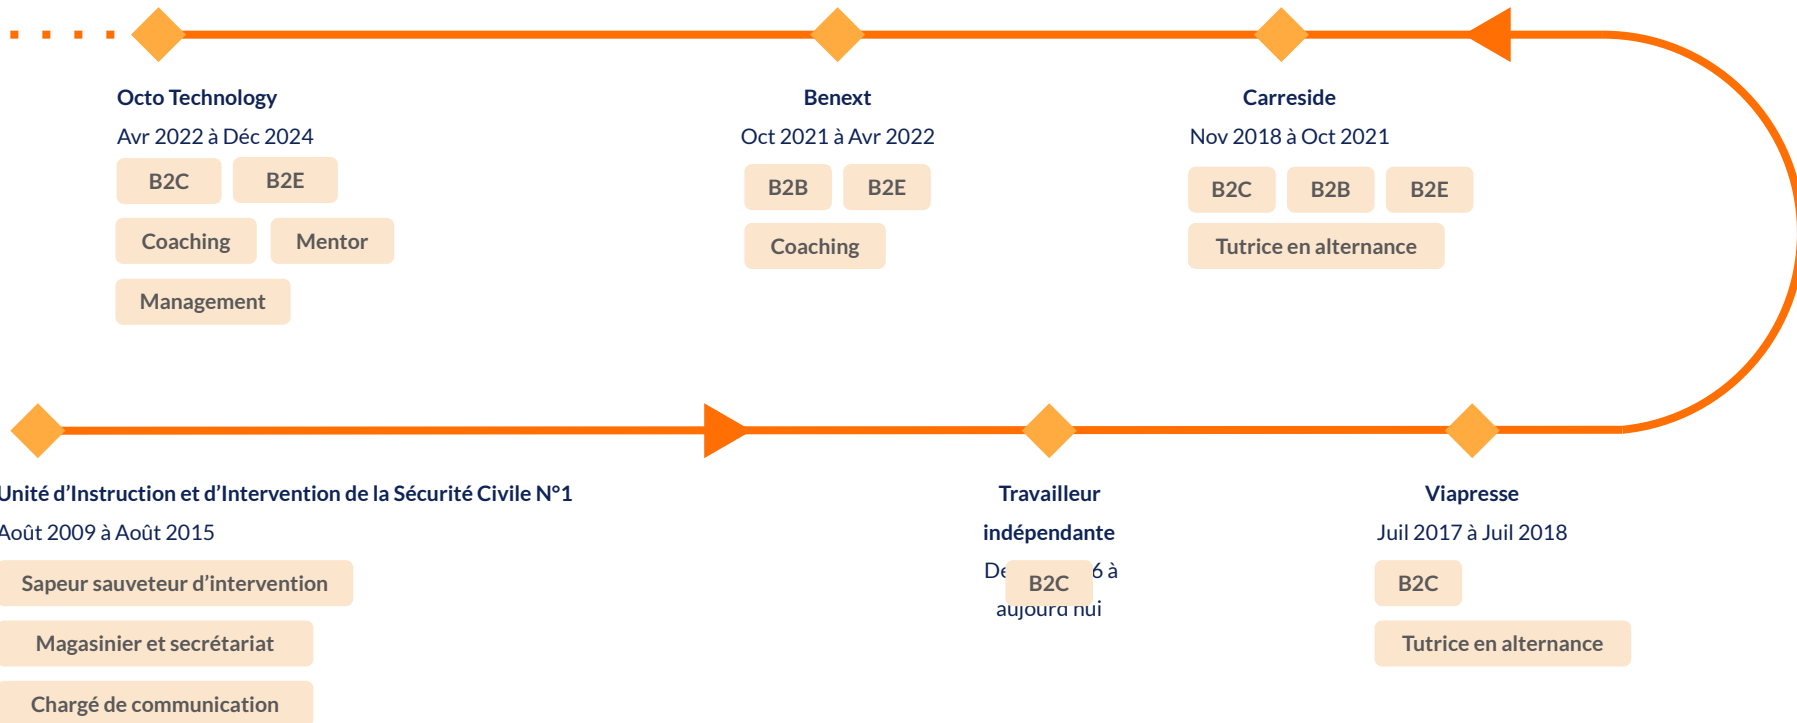 Octo Technology
Avr 2022 à Déc 2024
B2C B2E
Coaching Mentor
Management
Benext
Oct 2021 à Avr 2022
B2B B2E
Coaching
Carreside
Nov 2018 à Oct 2021
B2C B2B B2E
Tutrice en alternance
Unité d’Instruction et d’Intervention de la Sécurité Civile N°1
Août 2009 à Août 2015
Sapeur sauveteur d’intervention
Magasinier et secrétariat
Chargé de communication
Travailleur
indépendante
à
B2C
Viapresse
Juil 2017 à Juil 2018
B2C
Tutrice en alternance